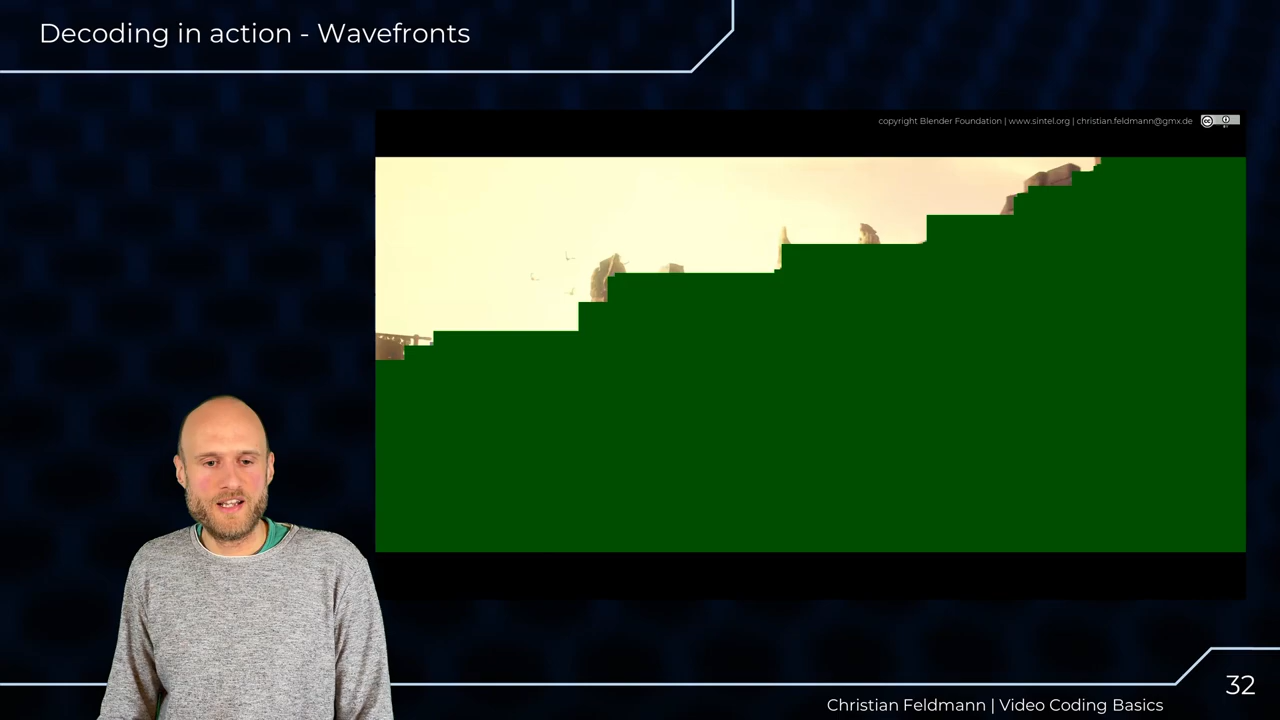 Decoding in action - Wavefronts
copyright Blender Foundation | www.sintel.org | christian.feldmann@gmx.de
32
Christian Feldmann | Video Coding Basics